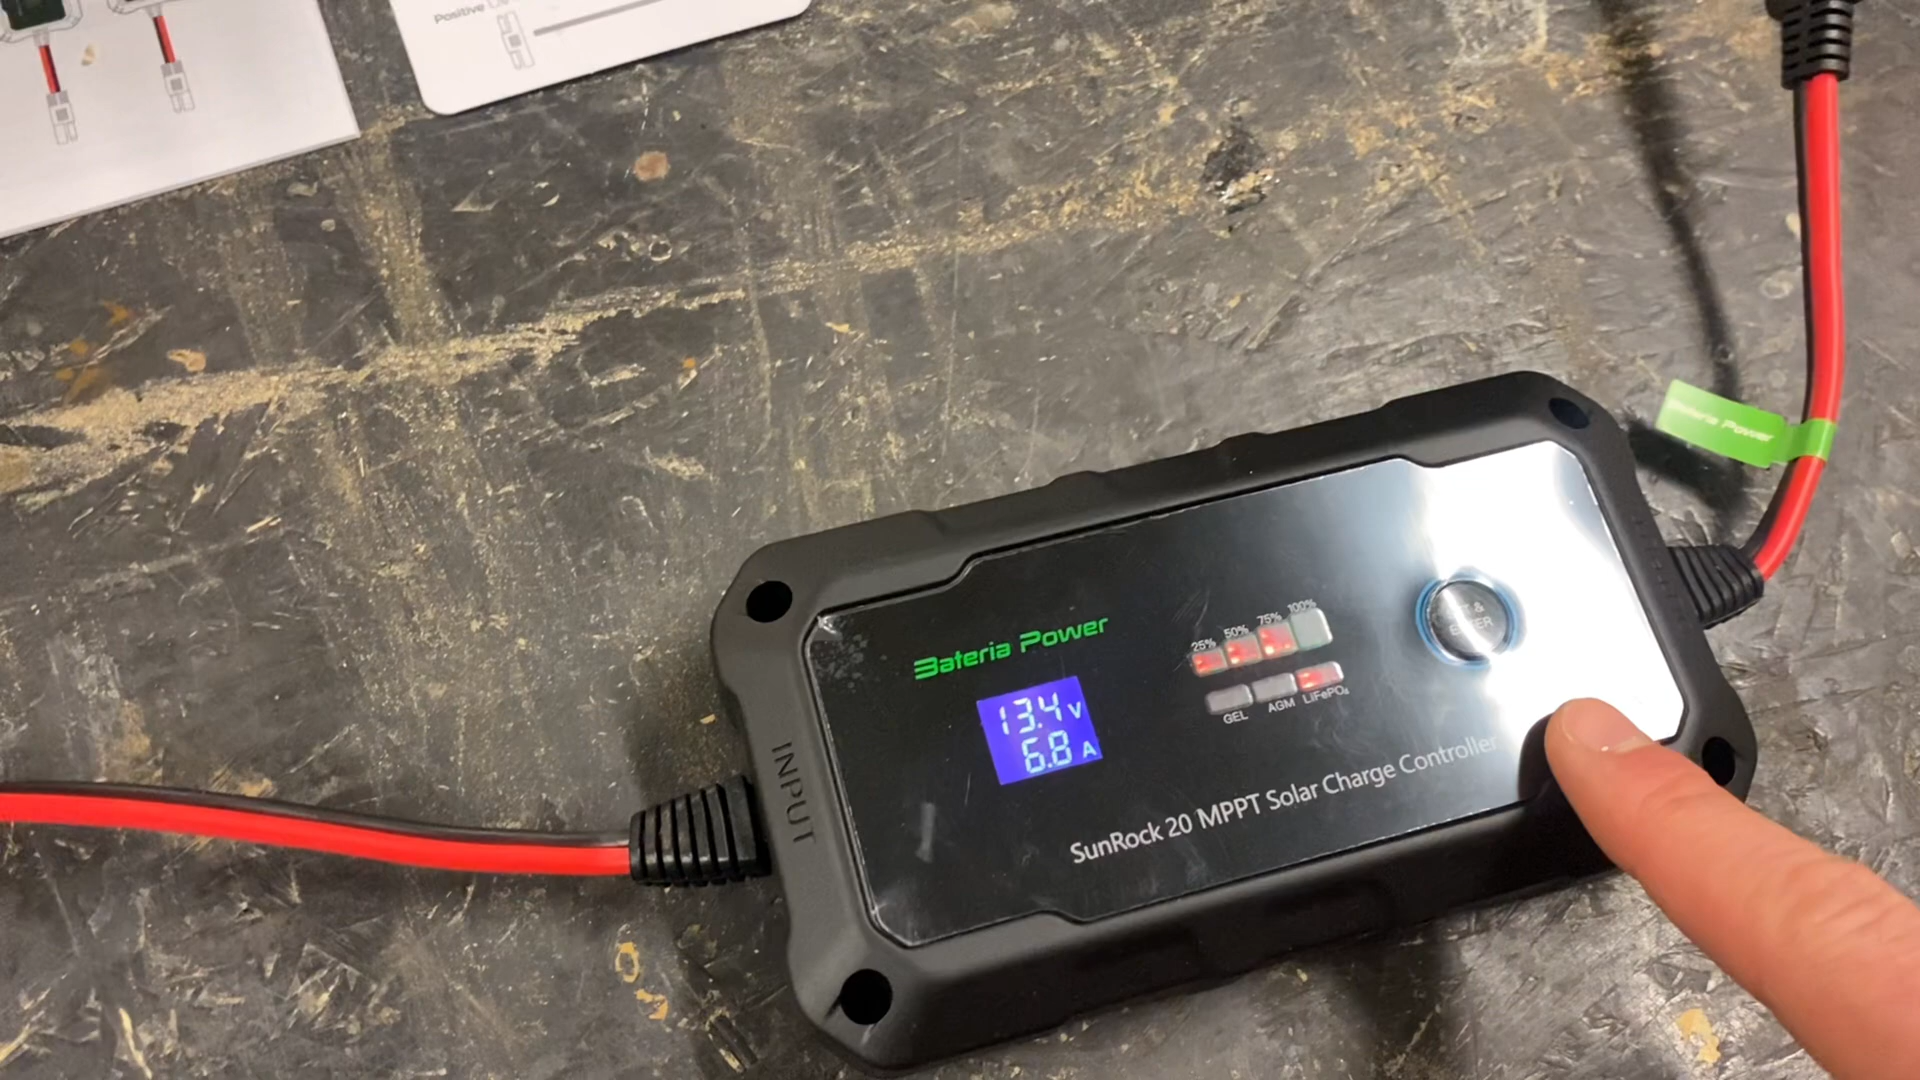 Positive
Bateria Power
Bateria Power
25% 50% 75% 100%
GEL AGM LiFePO₄
13.4 V
6.8 A
INPUT
SunRock 20 MPPT Solar Charge Controller
& 
ENTER